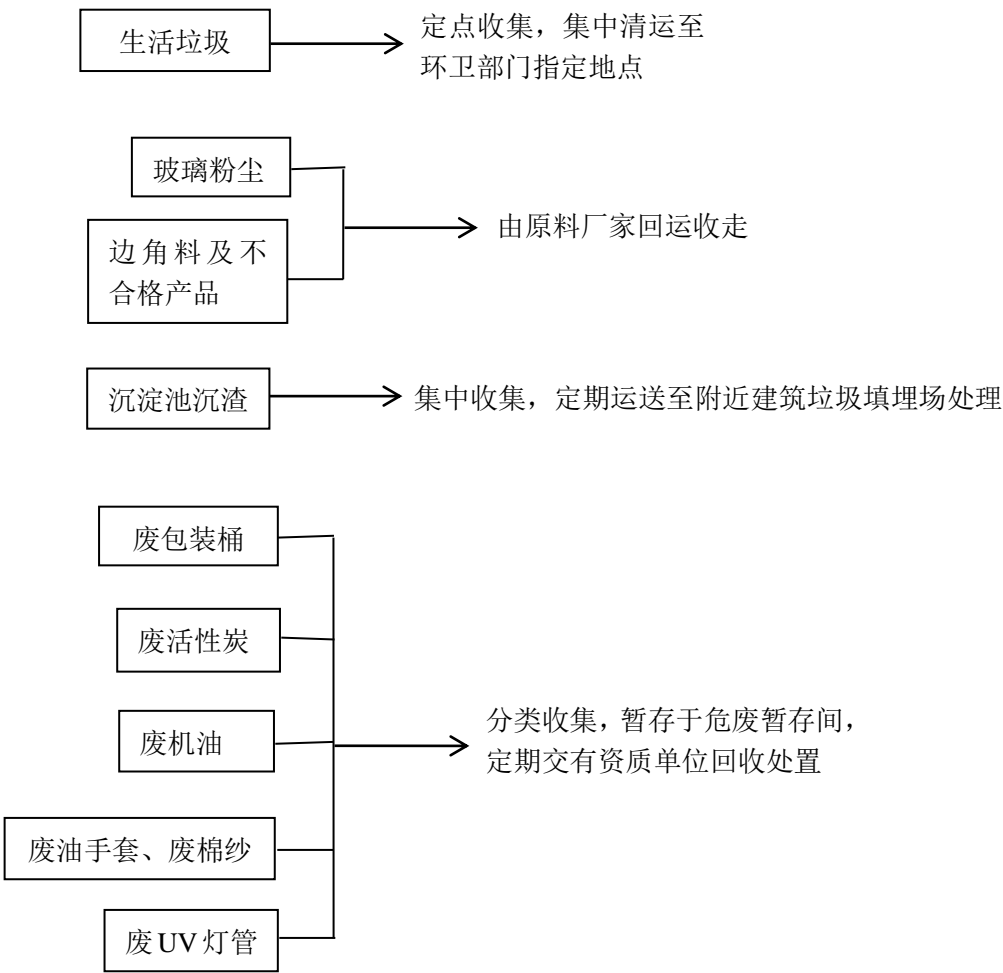 生活垃圾
定点收集，集中清运至
环卫部门指定地点
玻璃粉尘
边角料及不
合格产品
由原料厂家回运收走
沉淀池沉渣
集中收集，定期运送至附近建筑垃圾填埋场处理
废包装桶
废活性炭
废机油
废油手套、废棉纱
废UV灯管
分类收集，暂存于危废暂存间，
定期交有资质单位回收处置